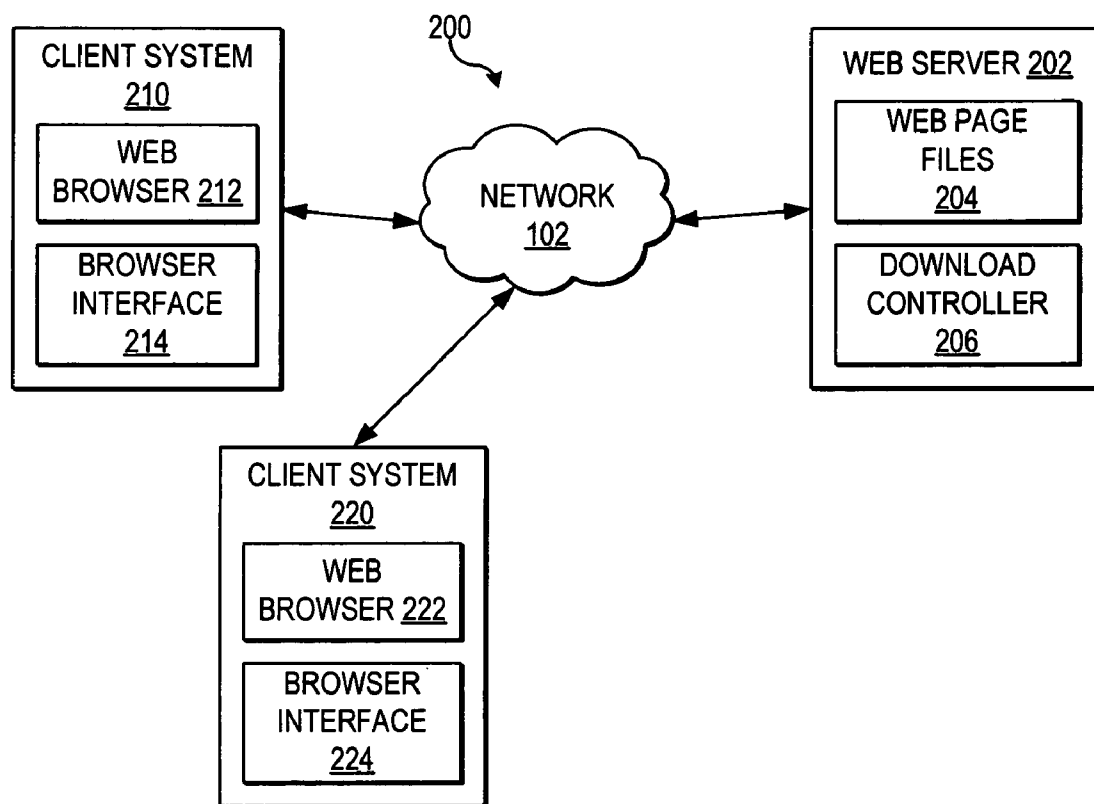 200
CLIENT SYSTEM
210
WEB
BROWSER 212
BROWSER
INTERFACE
214
NETWORK
102
WEB SERVER 202
WEB PAGE
FILES
204
DOWNLOAD
CONTROLLER
206
CLIENT SYSTEM
220
WEB
BROWSER 222
BROWSER
INTERFACE
224